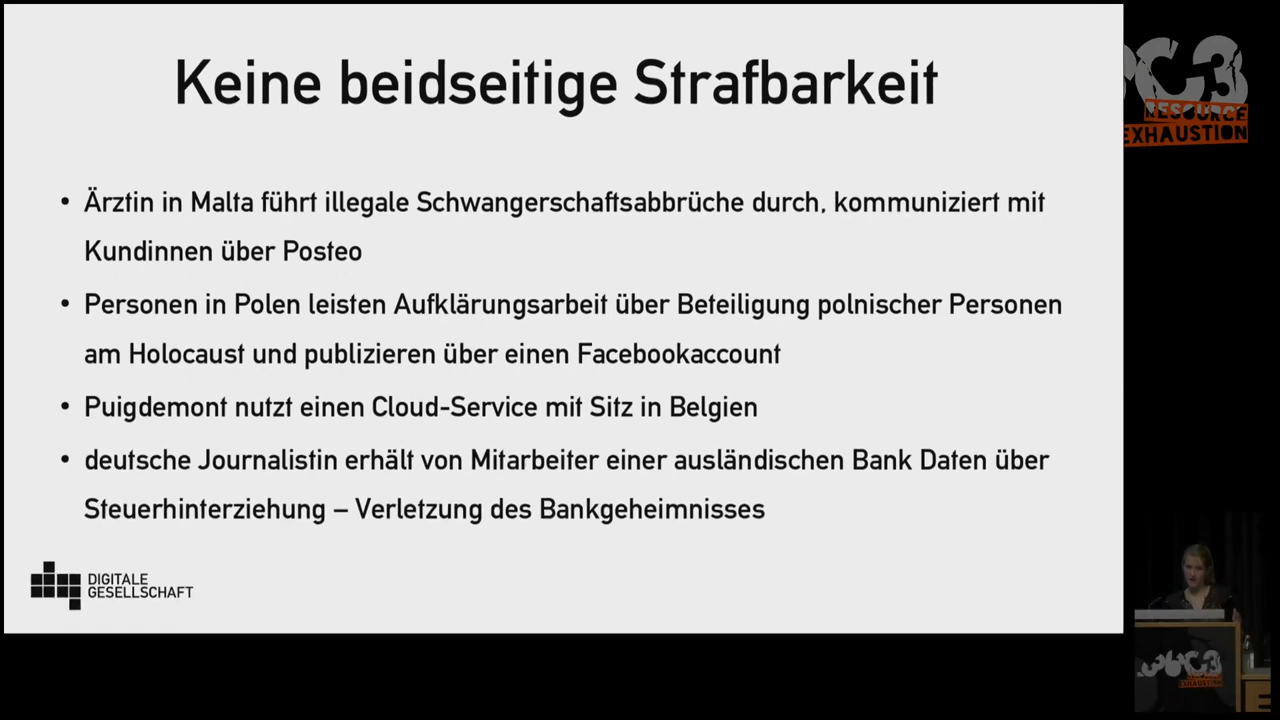 Keine beidseitige Strafbarkeit
• Ärztin in Malta führt illegale Schwangerschaftsabbrüche durch, kommuniziert mit
Kundinnen über Posteo
• Personen in Polen leisten Aufklärungsarbeit über Beteiligung polnischer Personen
am Holocaust und publizieren über einen Facebookaccount
• Puigdemont nutzt einen Cloud-Service mit Sitz in Belgien
• deutsche Journalistin erhält von Mitarbeiter einer ausländischen Bank Daten über
Steuerhinterziehung – Verletzung des Bankgeheimnisses
DIGITALE
GESELLSCHAFT
C3
RESOURCE
EXHAUSTION
C3
EXHAUSTION